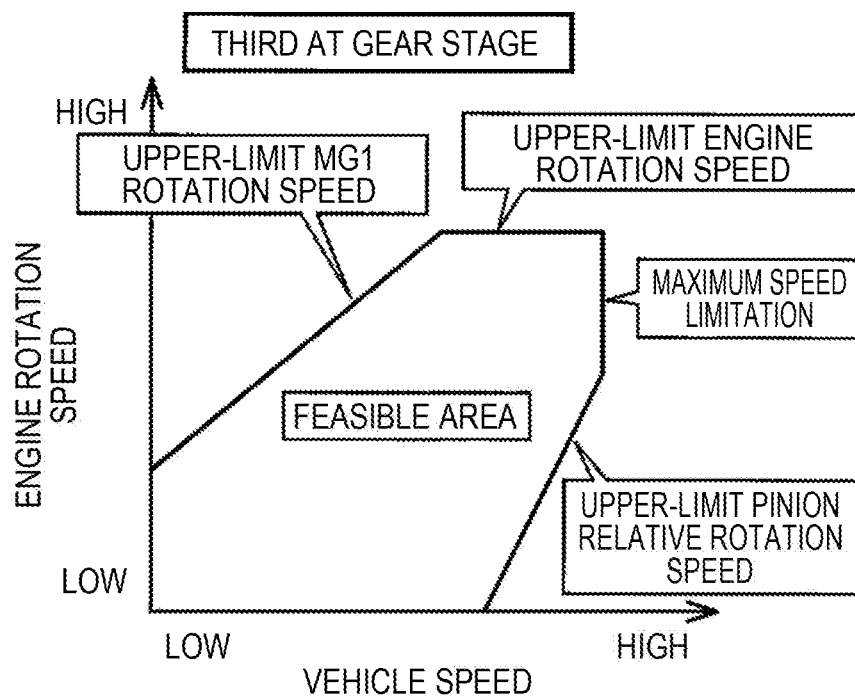 THIRD AT GEAR STAGE
HIGH
UPPER-LIMIT MG1
ROTATION SPEED
UPPER-LIMIT ENGINE
ROTATION SPEED
MAXIMUM SPEED
LIMITATION
ENGINE ROTATION
SPEED
FEASIBLE AREA
UPPER-LIMIT PINION
RELATIVE ROTATION
SPEED
LOW
LOW
HIGH
VEHICLE SPEED